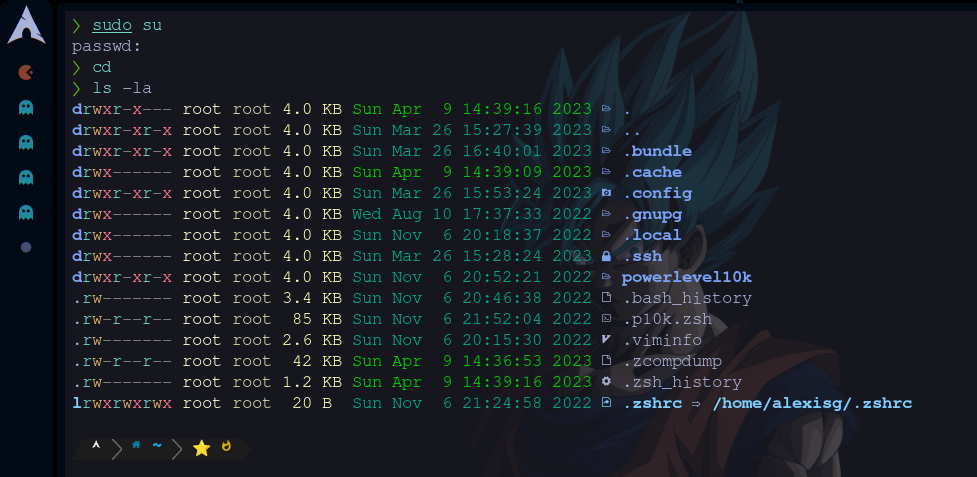 ❯ sudo su
passwd:
❯ cd
❯ ls -la
drwxr-x--- root root 4.0 KB Sun Apr  9 14:39:16 2023 .
drwxr-xr-x root root 4.0 KB Sun Mar 26 15:27:39 2023 ..
drwxr-xr-x root root 4.0 KB Sun Mar 26 16:40:01 2023 .bundle
drwx------ root root 4.0 KB Sun Apr  9 14:39:09 2023 .cache
drwxr-xr-x root root 4.0 KB Sun Mar 26 15:53:24 2023 .config
drwx------ root root 4.0 KB Wed Aug 10 17:37:33 2022 .gnupg
drwx------ root root 4.0 KB Sun Nov  6 20:18:37 2022 .local
drwx------ root root 4.0 KB Sun Mar 26 15:28:24 2023 .ssh
drwxr-xr-x root root 4.0 KB Sun Nov  6 20:52:21 2022 powerlevel10k
.rw------- root root 3.4 KB Sun Nov  6 20:46:38 2022 .bash_history
.rw-r--r-- root root  85 KB Sun Nov  6 21:52:04 2022 .p10k.zsh
.rw------- root root 2.6 KB Sun Nov  6 20:15:30 2022 .viminfo
.rw-r--r-- root root  42 KB Sun Apr  9 14:36:53 2023 .zcompdump
.rw------- root root 1.2 KB Sun Apr  9 14:39:16 2023 .zsh_history
lrwxrwxrwx root root  20 B  Sun Nov  6 21:24:58 2022 .zshrc ⇒ /home/alexisg/.zshrc
~